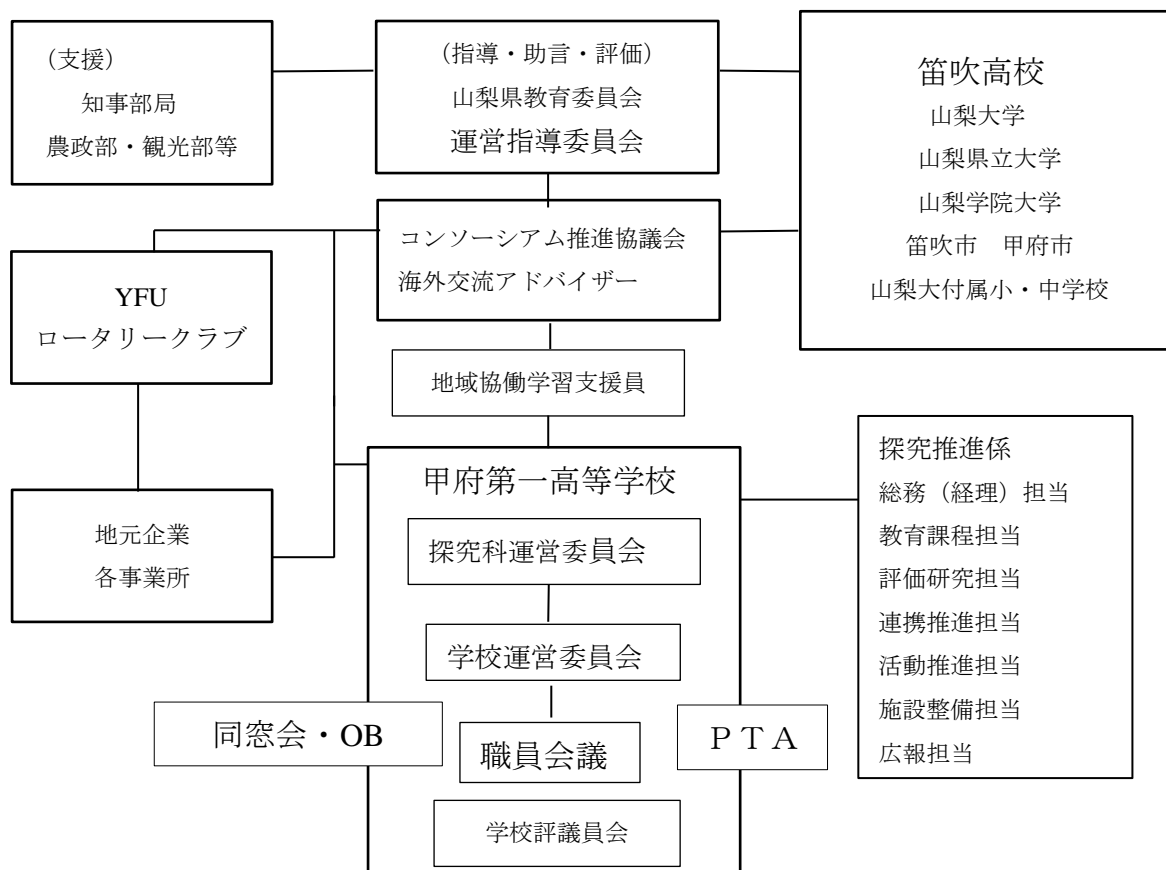 （支援）
知事部局
農政部・観光部等
（指導・助言・評価）
山梨県教育委員会
運営指導委員会
笛吹高校
山梨大学
山梨県立大学
山梨学院大学
笛吹市　甲府市
山梨大付属小・中学校
コンソーシアム推進協議会
海外交流アドバイザー
YFU
ロータリークラブ
地域協働学習支援員
地元企業
各事業所
甲府第一高等学校
探究科運営委員会
学校運営委員会
職員会議
学校評議員会
同窓会・OB
ＰＴＡ
探究推進係
総務（経理）担当
教育課程担当
評価研究担当
連携推進担当
活動推進担当
施設整備担当
広報担当